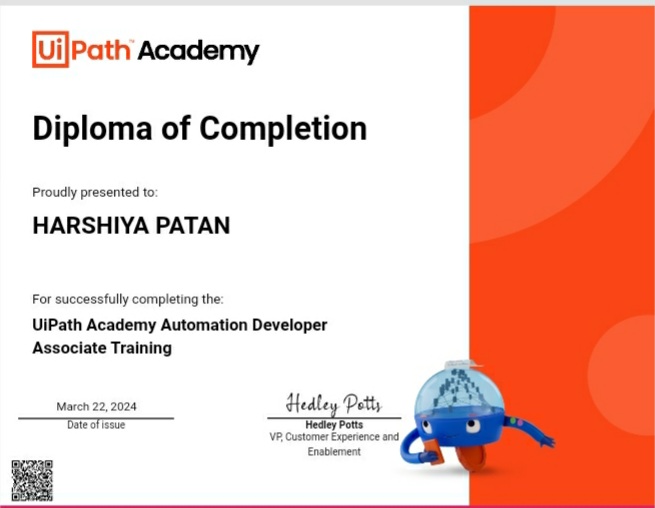 UiPath™ Academy
Diploma of Completion
Proudly presented to:
HARSHIYA PATAN
For successfully completing the:
UiPath Academy Automation Developer
Associate Training
March 22, 2024
Date of issue
Hedley Potts
Hedley Potts
VP, Customer Experience and
Enablement